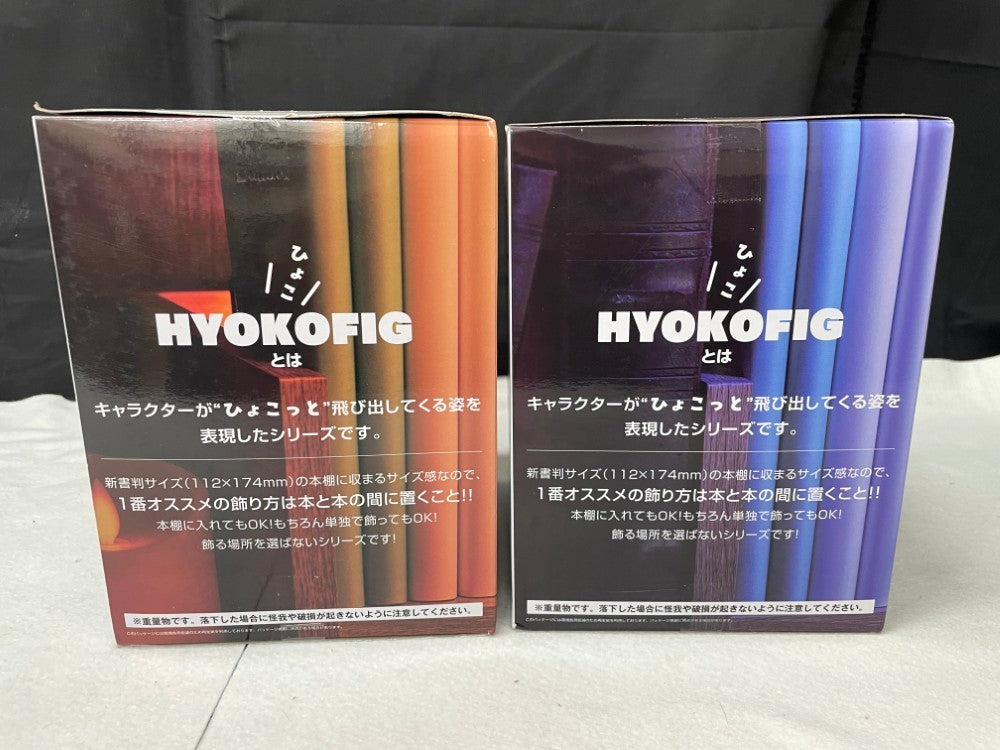 ひょこ
HYOKOFIG
とは
キャラクターが“ひょこっと”飛び出してくる姿を
表現したシリーズです。
新書判サイズ(112×174mm)の本棚に収まるサイズ感なので、
1番オススメの飾り方は本と本の間に置くこと!!
本棚に入れてもOK!もちろん単独で飾ってもOK!
飾る場所を選ばないシリーズです!
※重量物です。落下した場合に怪我や破損が起きないように注意してください。
ひょこ
HYOKOFIG
とは
キャラクターが“ひょこっと”飛び出してくる姿を
表現したシリーズです。
新書判サイズ(112×174mm)の本棚に収まるサイズ感なので、
1番オススメの飾り方は本と本の間に置くこと!!
本棚に入れてもOK!もちろん単独で飾ってもOK!
飾る場所を選ばないシリーズです!
※重量物です。落下した場合に怪我や破損が起きないように注意してください。